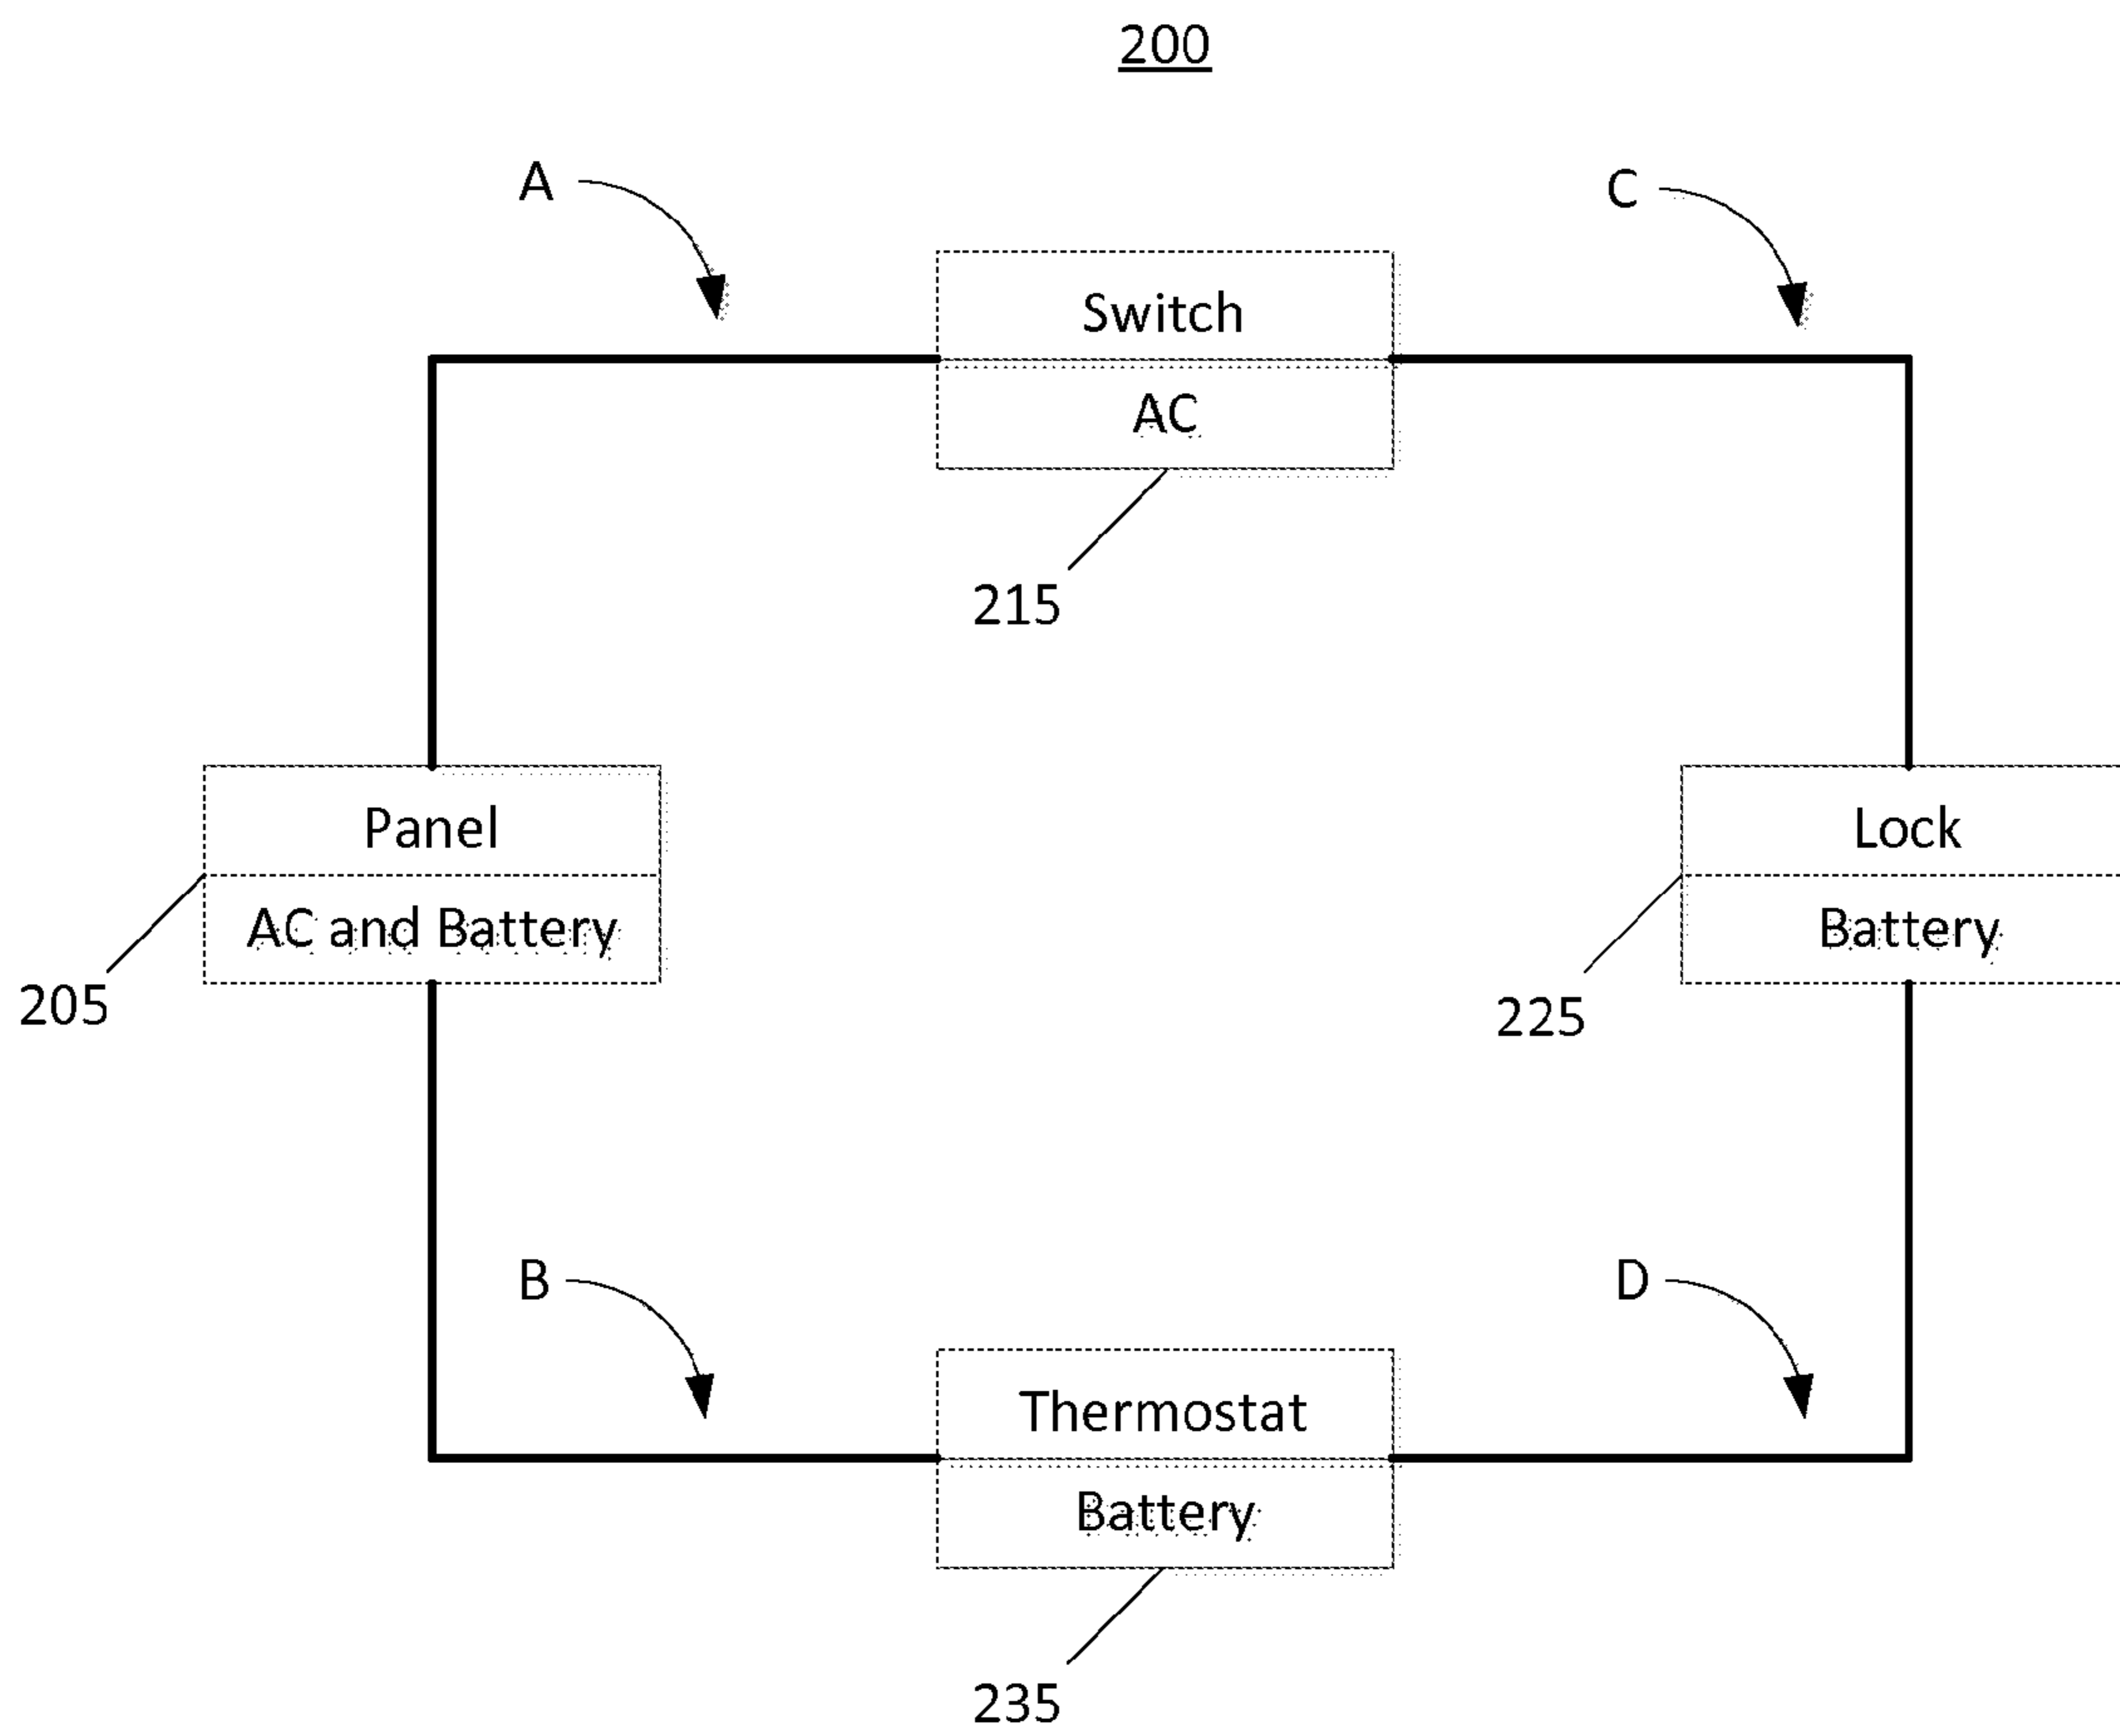 200
A
C
Switch
AC
215
Panel
AC and Battery
205
Lock
Battery
225
B
D
Thermostat
Battery
235